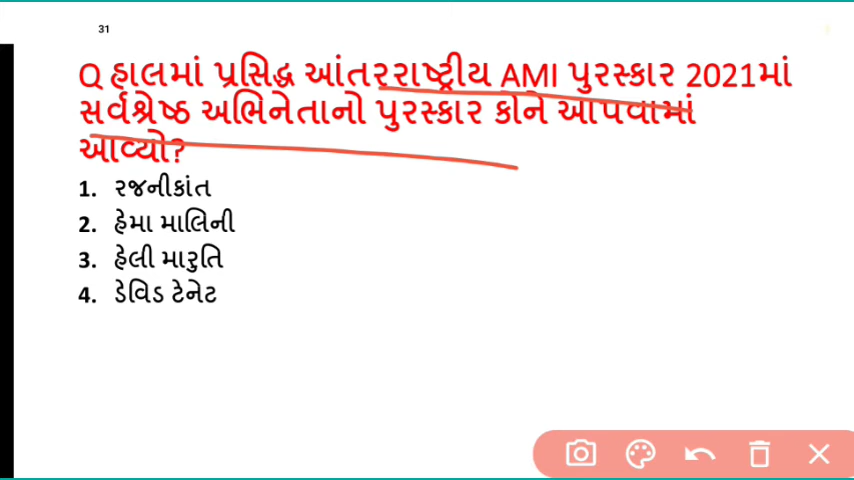 31
Q હાલમાં પ્રસિદ્ધ આંતરરાષ્ટ્રીય AMI પુરસ્કાર 2021માં
સર્વશ્રેષ્ઠ અભિનેતાનો પુરસ્કાર કોને આપવામાં
આવ્યો?
1. રજનીકાંત
2. હેમા માલિની
3. હેલી મારુતિ
4. ડેવિડ ટેનેટ